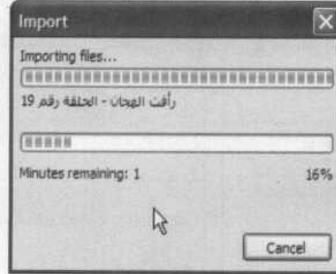 Import
Importing files...
رأفت الهجان - الحلقة رقم 19
Minutes remaining: 1
16%
Cancel